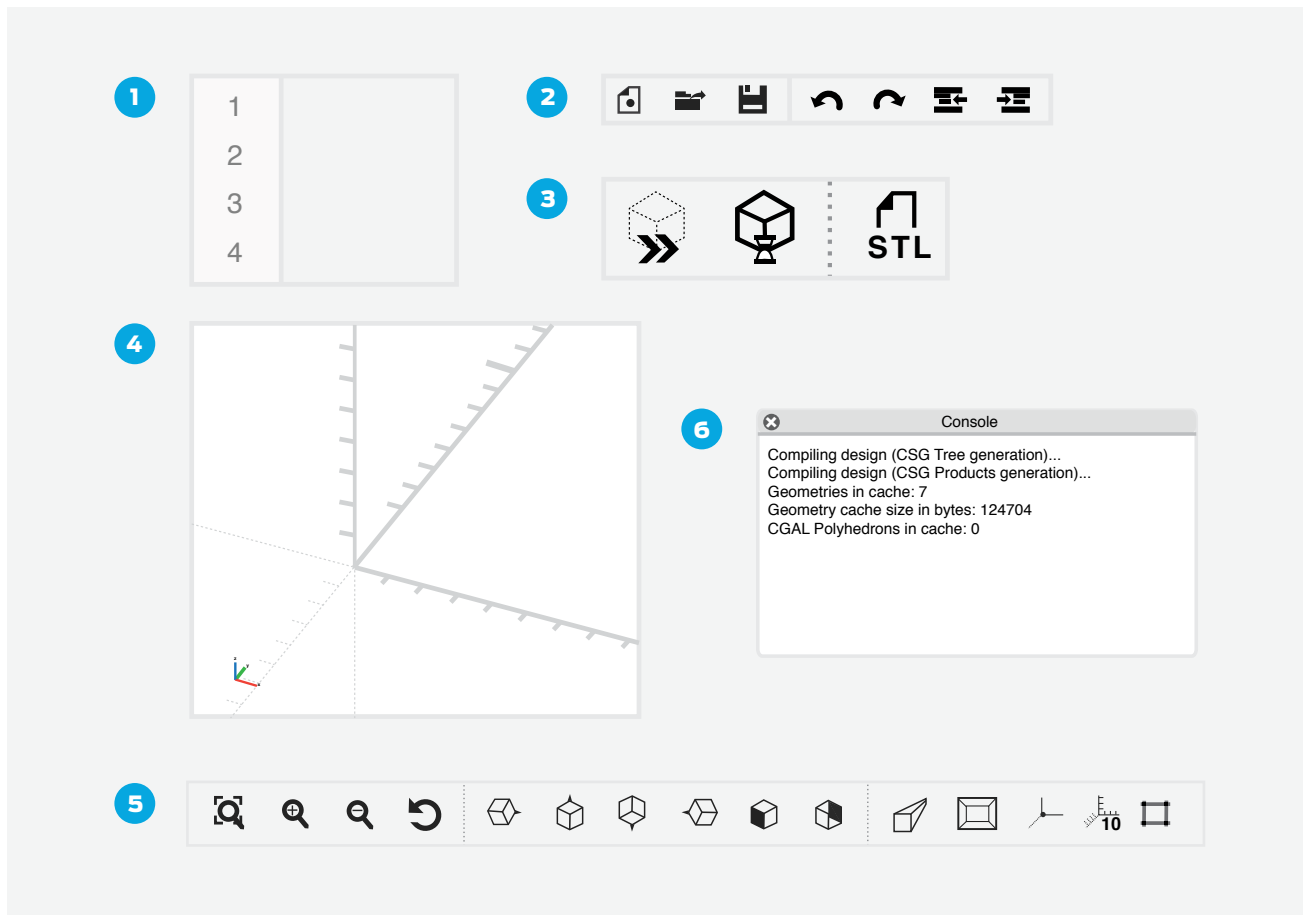 1
1
2
3
4
2
3
STL
4
z
y
x
5
10
6
Console
Compiling design (CSG Tree generation)...
Compiling design (CSG Products generation)...
Geometries in cache: 7
Geometry cache size in bytes: 124704
CGAL Polyhedrons in cache: 0